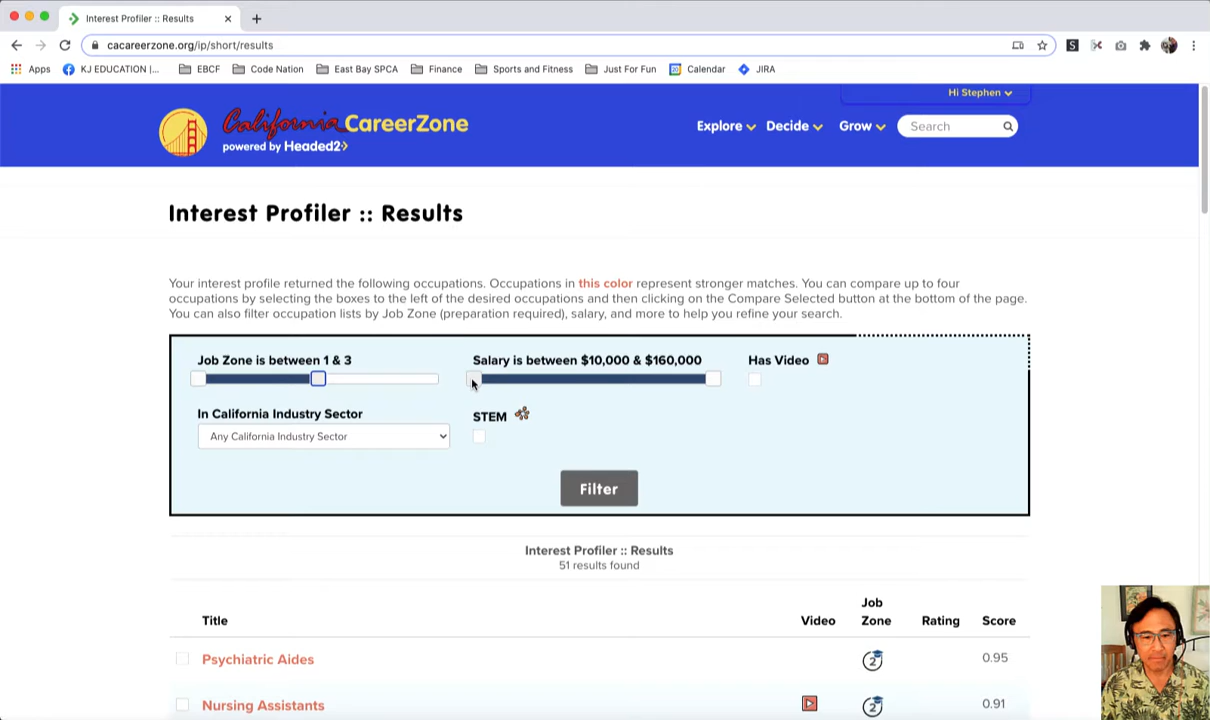 Interest Profiler :: Results
cacareerzone.org/ip/short/results
Apps KJ EDUCATION |... EBCF Code Nation East Bay SPCA Finance Sports and Fitness Just For Fun Calendar JIRA
Hi Stephen
California CareerZone
powered by Headed2
Explore Decide Grow Search
Interest Profiler :: Results
Your interest profile returned the following occupations. Occupations in this color represent stronger matches. You can compare up to four
occupations by selecting the boxes to the left of the desired occupations and then clicking on the Compare Selected button at the bottom of the page.
You can also filter occupation lists by Job Zone (preparation required), salary, and more to help you refine your search.
Job Zone is between 1 & 3 Salary is between $10,000 & $160,000 Has Video
In California Industry Sector STEM
Any California Industry Sector
Filter
Interest Profiler :: Results
51 results found
Title Video Job Zone Rating Score
Psychiatric Aides 2 0.95
Nursing Assistants 2 0.91